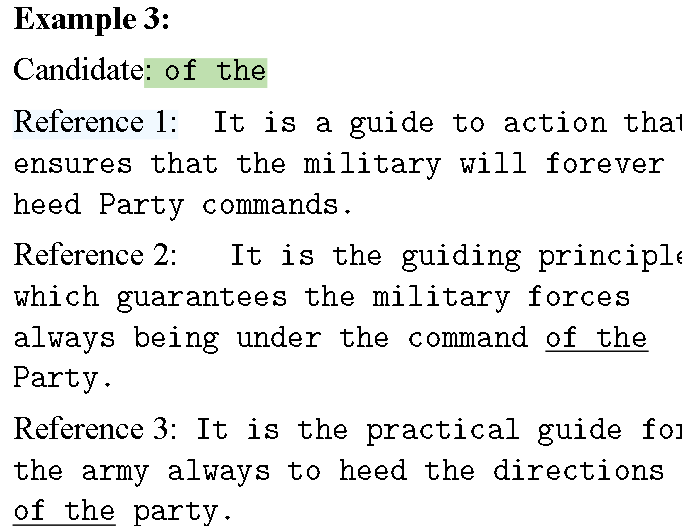 Example 3:
Candidate: of the
Reference 1: It is a guide to action that
ensures that the military will forever
heed Party commands.
Reference 2: It is the guiding principle
which guarantees the military forces
always being under the command of the
Party.
Reference 3: It is the practical guide for
the army always to heed the directions
of the party.